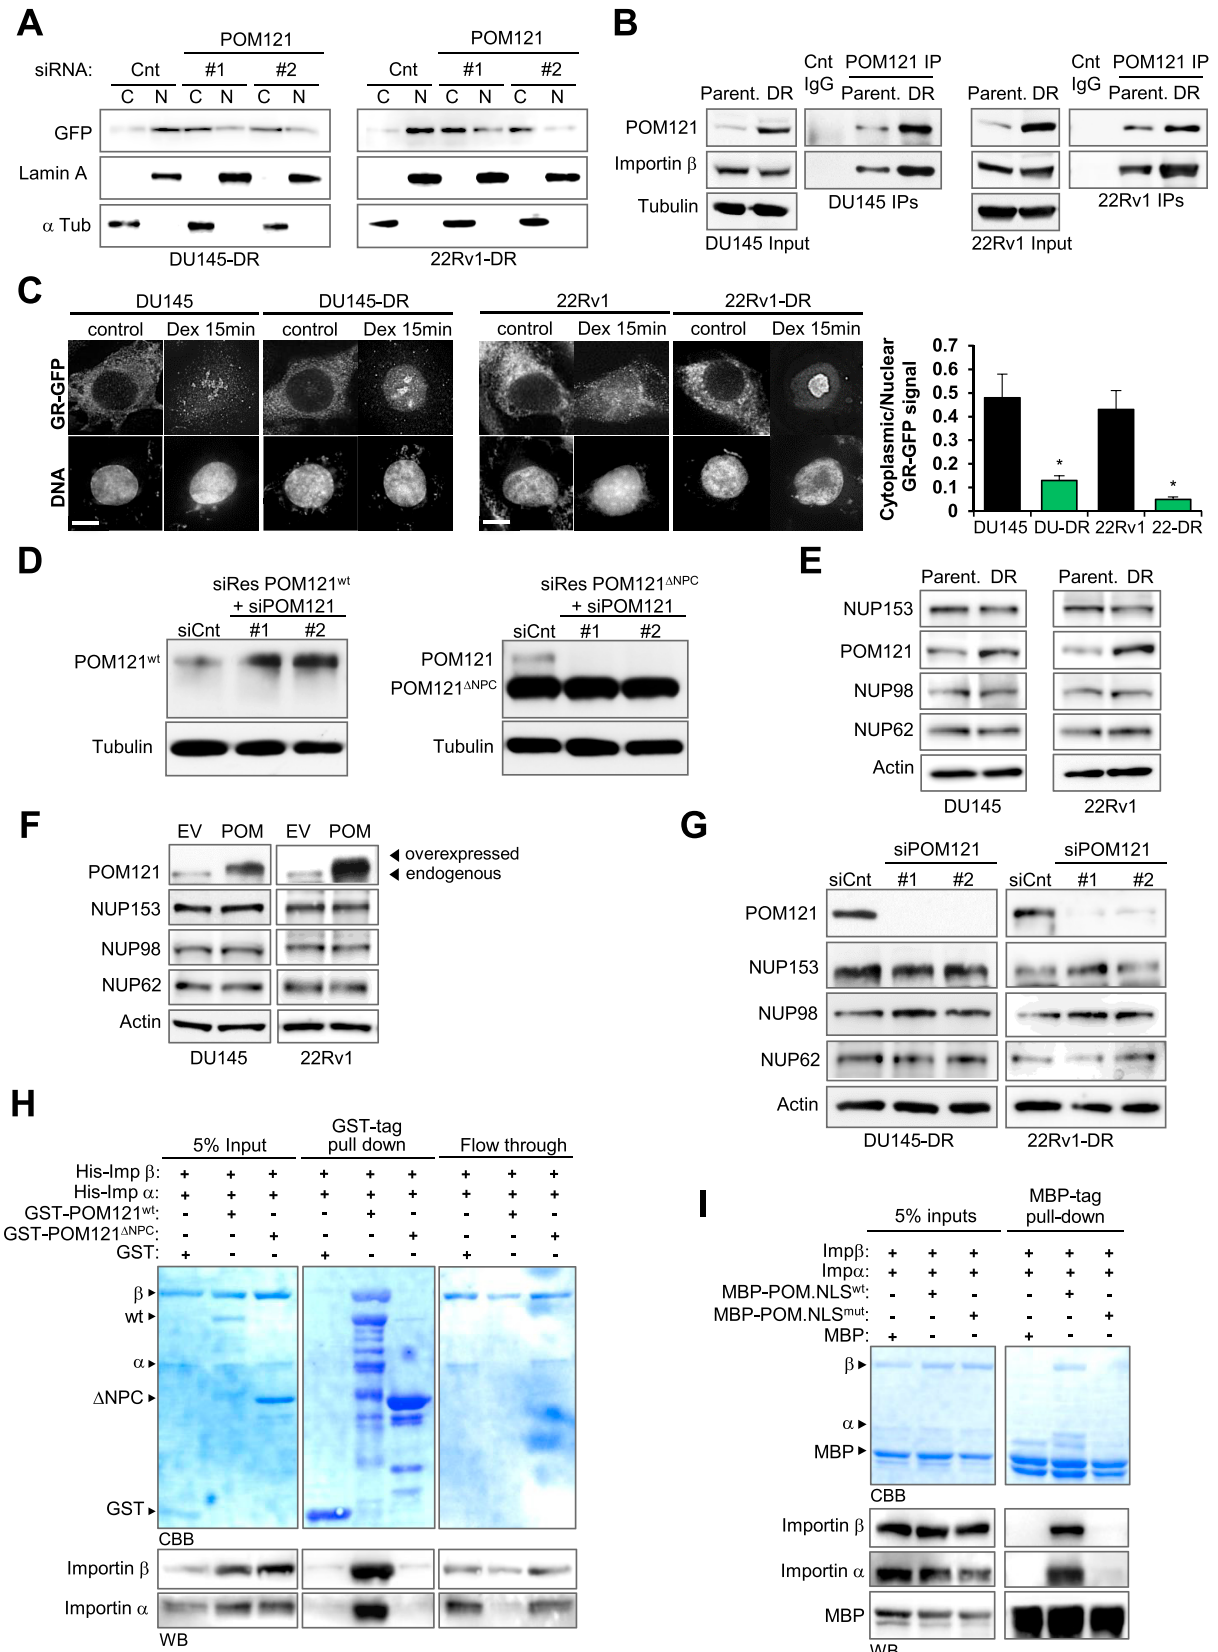 A
POM121 POM121
siRNA: Cnt #1 #2 Cnt #1 #2
C N C N C N C N C N C N
GFP
Lamin A
α Tub
DU145-DR 22Rv1-DR
B
Cnt IgG POM121 IP Cnt IgG POM121 IP
Parent. DR Parent. DR Parent. DR Parent. DR
POM121
Importin β
Tubulin
DU145 IPs 22Rv1 IPs
DU145 Input 22Rv1 Input
C
DU145 DU145-DR 22Rv1 22Rv1-DR
control Dex 15min control Dex 15min control Dex 15min control Dex 15min
GR-GFP
DNA
Cytoplasmic/Nuclear
GR-GFP signal
0.7
0.6
0.5
0.4
0.3
0.2
0.1
0
* *
DU145 DU-DR 22Rv1 22-DR
D
siRes POM121wt siRes POM121ΔNPC
+ siPOM121 + siPOM121
siCnt #1 #2 siCnt #1 #2
POM121wt POM121
POM121ΔNPC
Tubulin Tubulin
E
Parent. DR Parent. DR
NUP153
POM121
NUP98
NUP62
Actin
DU145 22Rv1
F
EV POM EV POM
POM121 ◄ overexpressed
◄ endogenous
NUP153
NUP98
NUP62
Actin
DU145 22Rv1
G
siPOM121 siPOM121
siCnt #1 #2 siCnt #1 #2
POM121
NUP153
NUP98
NUP62
Actin
DU145-DR 22Rv1-DR
H
5% Input GST-tag pull down Flow through
His-Imp β: + + + + + + + + +
His-Imp α: + + + + + + + + +
GST-POM121wt: - + - - + - - + -
GST-POM121ΔNPC: - - + - - + - - +
GST: + - - + - - + - -
β
wt
α
ΔNPC
GST
CBB
Importin β
Importin α
WB
I
5% inputs MBP-tag pull-down
Impβ: + + + + + +
Impα: + + + + + +
MBP-POM.NLSwt: - + - - + -
MBP-POM.NLSmut: - - + - - +
MBP: + - - + - -
β
α
MBP
CBB
Importin β
Importin α
MBP
WB